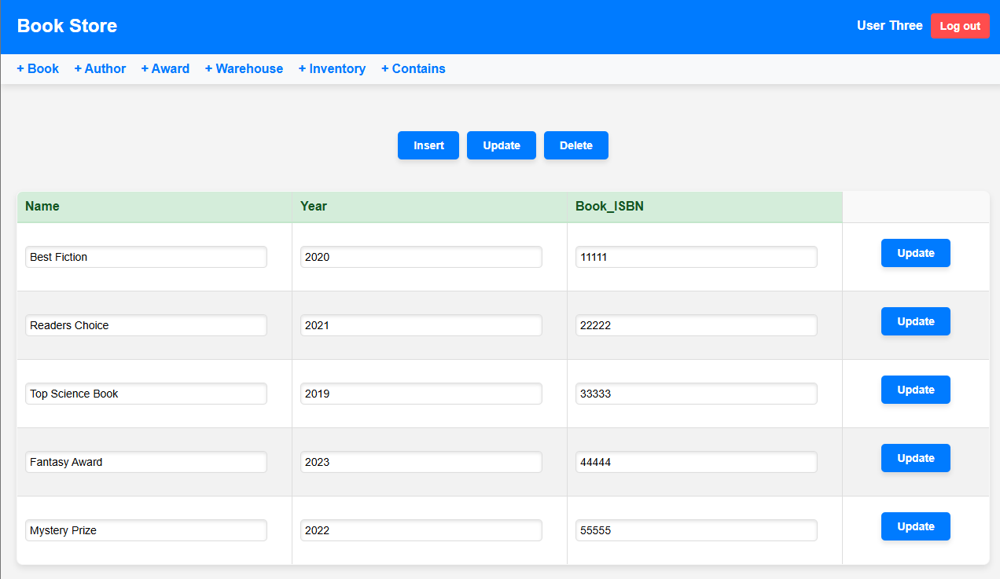 Book Store User Three Log out
+ Book + Author + Award + Warehouse + Inventory + Contains
Insert Update Delete
Name Year Book_ISBN
Best Fiction 2020 11111 Update
Readers Choice 2021 22222 Update
Top Science Book 2019 33333 Update
Fantasy Award 2023 44444 Update
Mystery Prize 2022 55555 Update